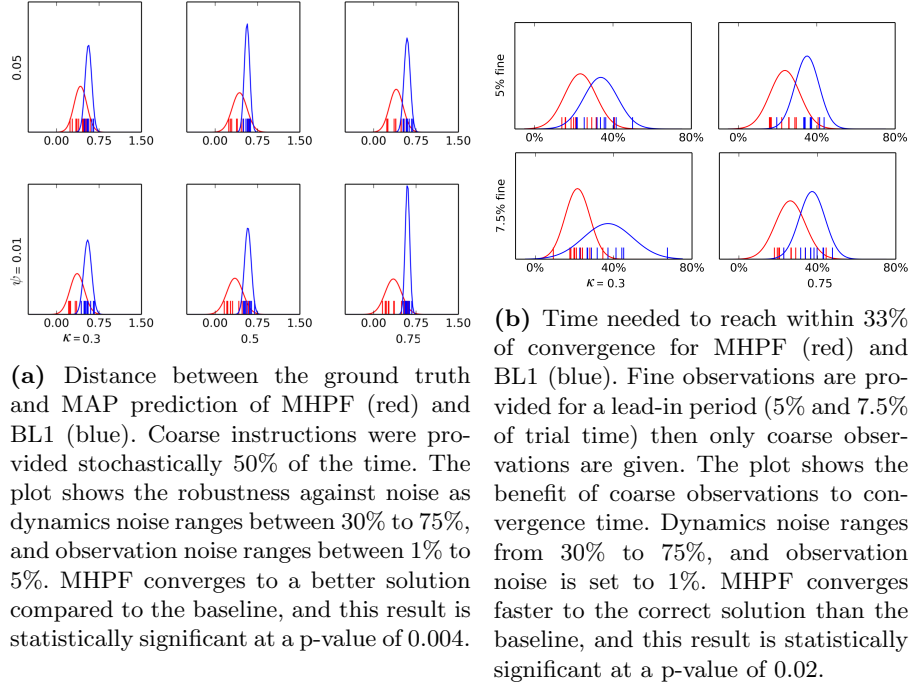 0.05
0.00 0.75 1.50 0.00 0.75 1.50 0.00 0.75 1.50
ψ = 0.01
0.00 0.75 1.50 0.00 0.75 1.50 0.00 0.75 1.50
κ = 0.3 0.5 0.75
(a) Distance between the ground truth
and MAP prediction of MHPF (red) and
BL1 (blue). Coarse instructions were pro-
vided stochastically 50% of the time. The
plot shows the robustness against noise as
dynamics noise ranges between 30% to 75%,
and observation noise ranges between 1% to
5%. MHPF converges to a better solution
compared to the baseline, and this result is
statistically significant at a p-value of 0.004.
5% fine
0% 40% 80% 0% 40% 80%
7.5% fine
0% 40% 80% 0% 40% 80%
κ = 0.3 0.75
(b) Time needed to reach within 33%
of convergence for MHPF (red) and
BL1 (blue). Fine observations are pro-
vided for a lead-in period (5% and 7.5%
of trial time) then only coarse obser-
vations are given. The plot shows the
benefit of coarse observations to con-
vergence time. Dynamics noise ranges
from 30% to 75%, and observation
noise is set to 1%. MHPF converges
faster to the correct solution than the
baseline, and this result is statistically
significant at a p-value of 0.02.